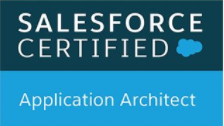 SALESFORCE
CERTIFIED
Application Architect